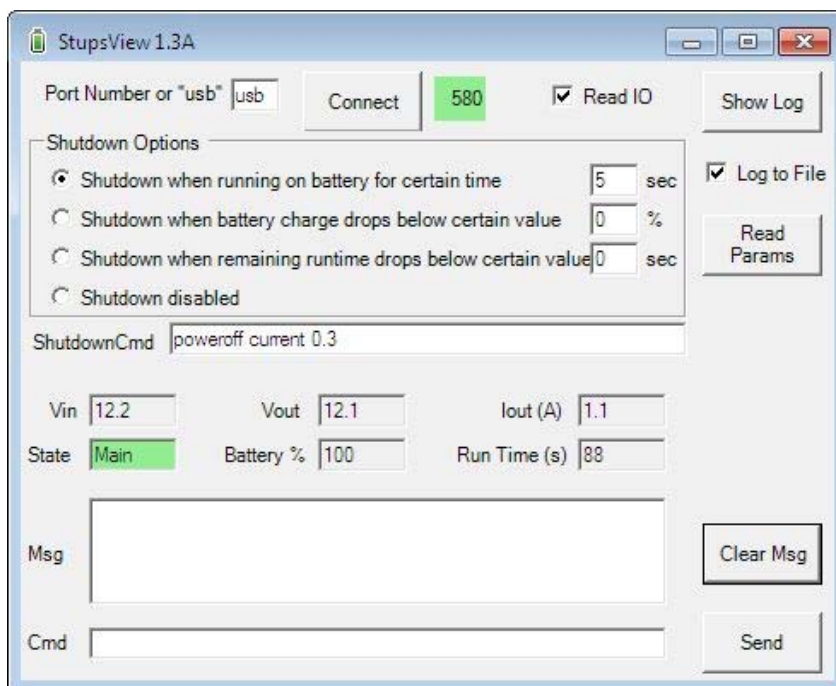 StupsView 1.3A
Port Number or "usb" usb Connect 580 Read IO Show Log
Shutdown Options
Shutdown when running on battery for certain time 5 sec
Log to File
Shutdown when battery charge drops below certain value 0 %
Read
Params
Shutdown when remaining runtime drops below certain value 0 sec
Shutdown disabled
ShutdownCmd poweroff current 0.3
Vin 12.2 Vout 12.1 Iout (A) 1.1
State Main Battery % 100 Run Time (s) 88
Msg Clear Msg
Cmd Send